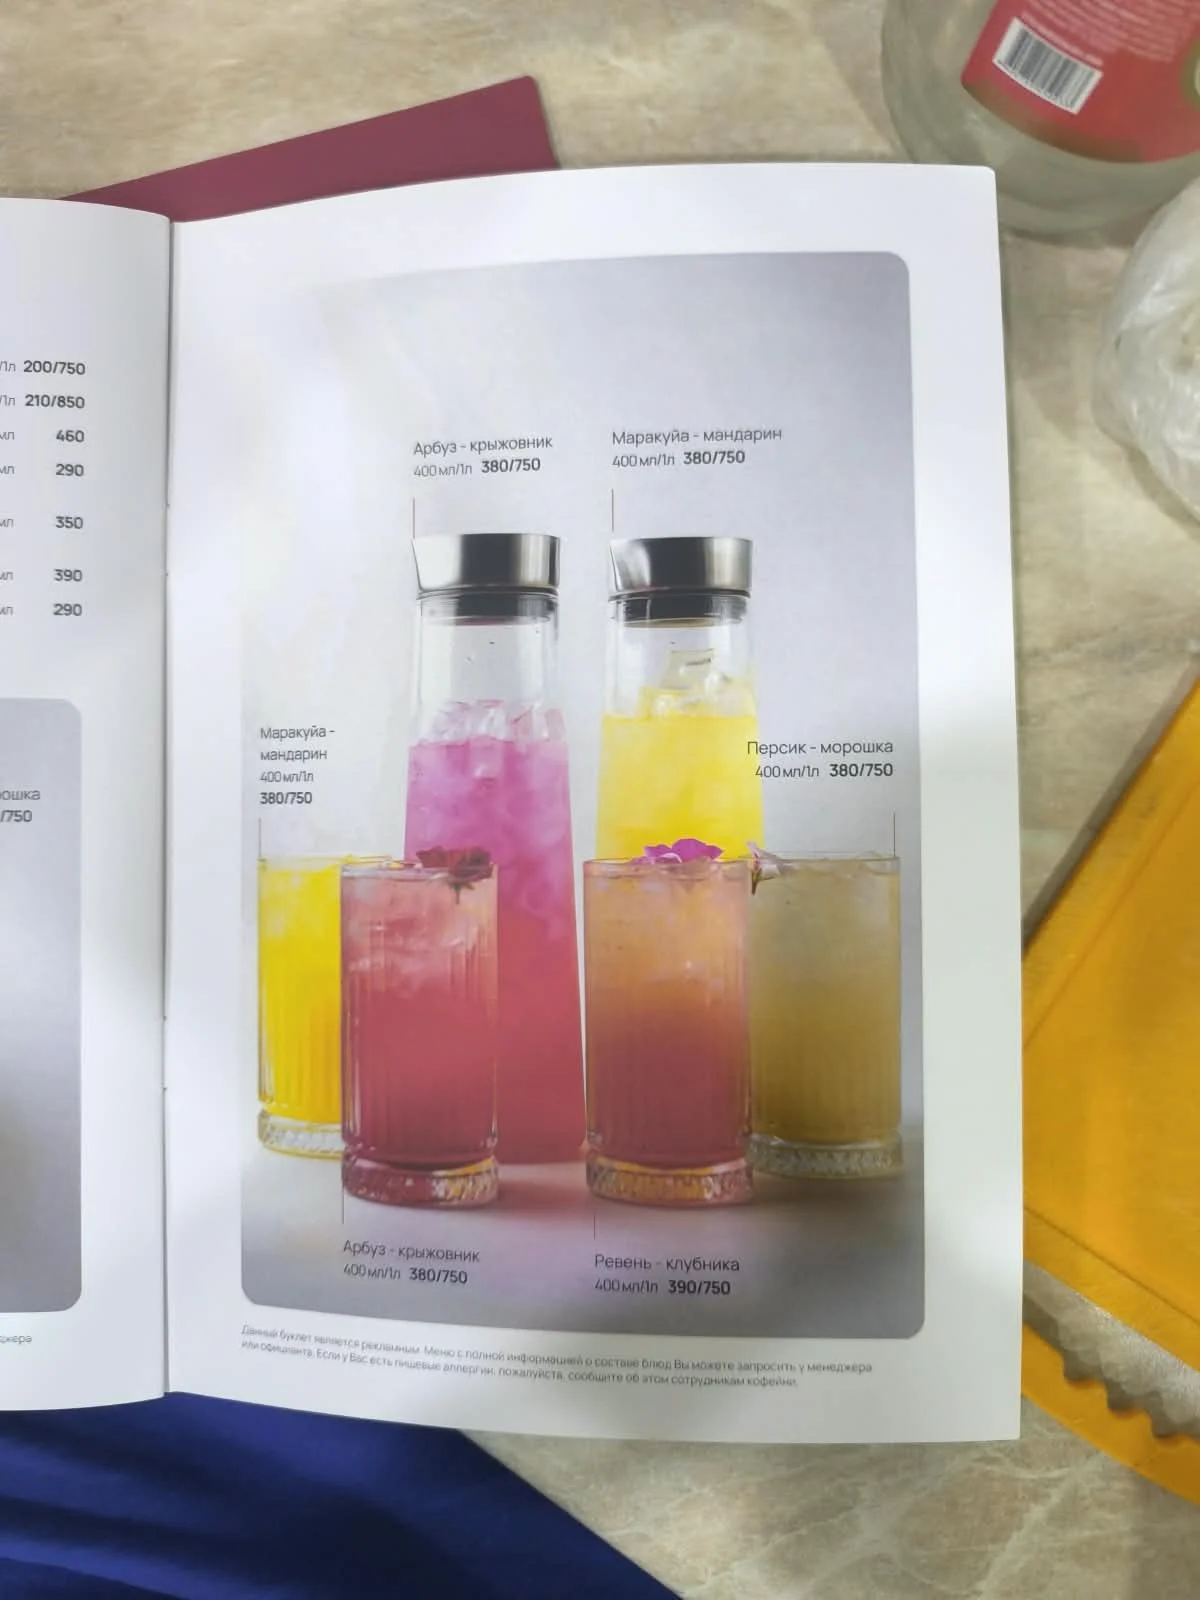 /1л 200/750
/1л 210/850
мл 460
мл 290
мл 350
мл 390
мл 290
ошка
/750
джера
Арбуз - крыжовник
400 мл/1л 380/750
Маракуйа - мандарин
400 мл/1л 380/750
Маракуйа -
мандарин
400 мл/1л
380/750
Персик - морошка
400 мл/1л 380/750
Арбуз - крыжовник
400 мл/1л 380/750
Ревень - клубника
400 мл/1л 390/750
Данный буклет является рекламным. Меню с полной информацией о составе блюд Вы можете запросить у менеджера
или официанта. Если у Вас есть пищевые аллергии, пожалуйста, сообщите об этом сотрудникам кофейни.